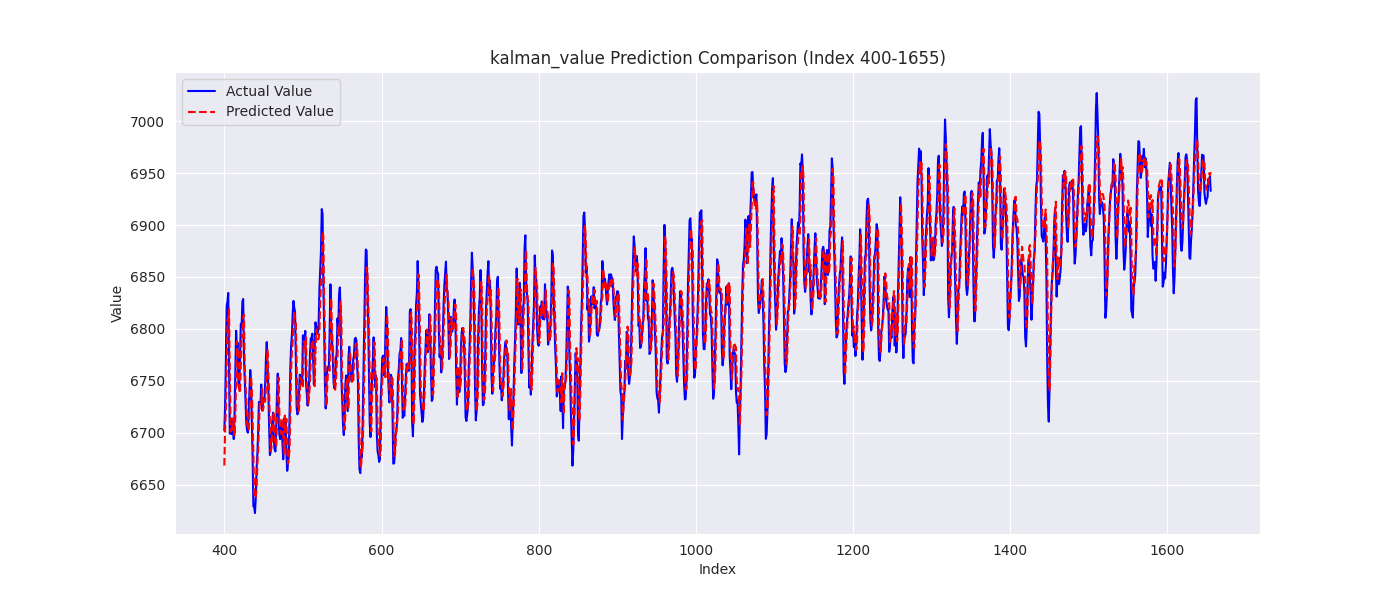 kalman_value Prediction Comparison (Index 400-1655)
Actual Value
Predicted Value
7000
6950
6900
6850
6800
6750
6700
6650
Value
400 600 800 1000 1200 1400 1600
Index